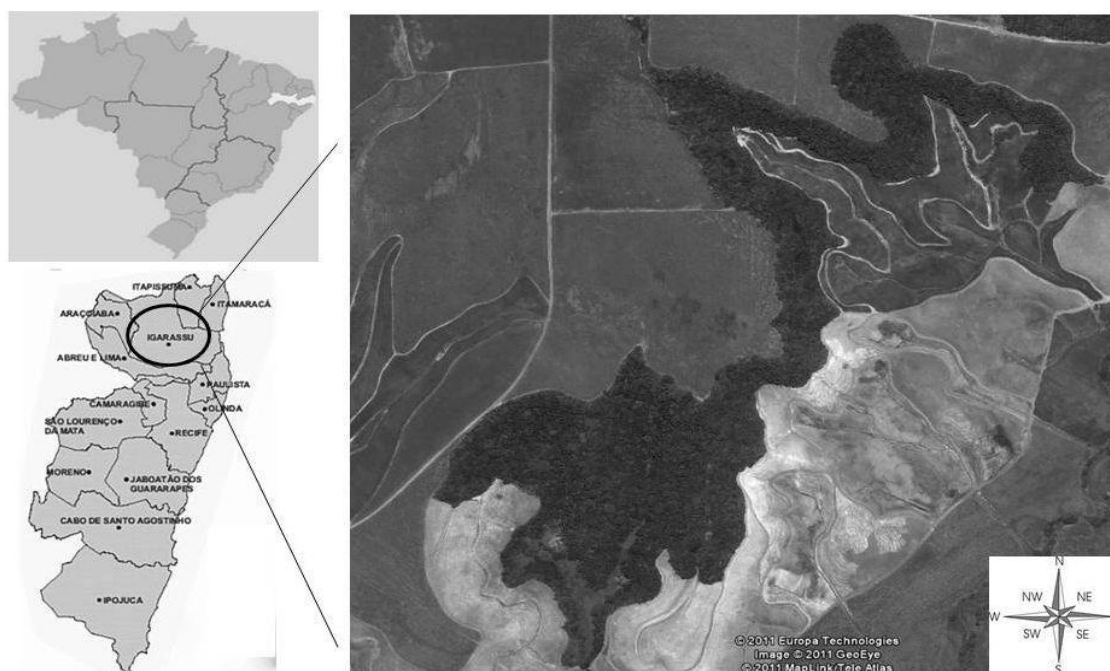 ITAPISSUMA
ITAMARACÁ
ARAÇOIABA
IGARASSU
ABREU E LIMA
PAULISTA
CAMARAGIBE
OLINDA
SÃO LOURENÇO
DA MATA
RECIFE
MORENO
JABOATÃO DOS
GUARARAPES
CABO DE SANTO AGOSTINHO
IPOJUCA
© 2011 Europa Technologies
Image © 2011 GeoEye
© 2011 MapLink/Tele Atlas
N
NW
NE
W
E
SW
SE
S